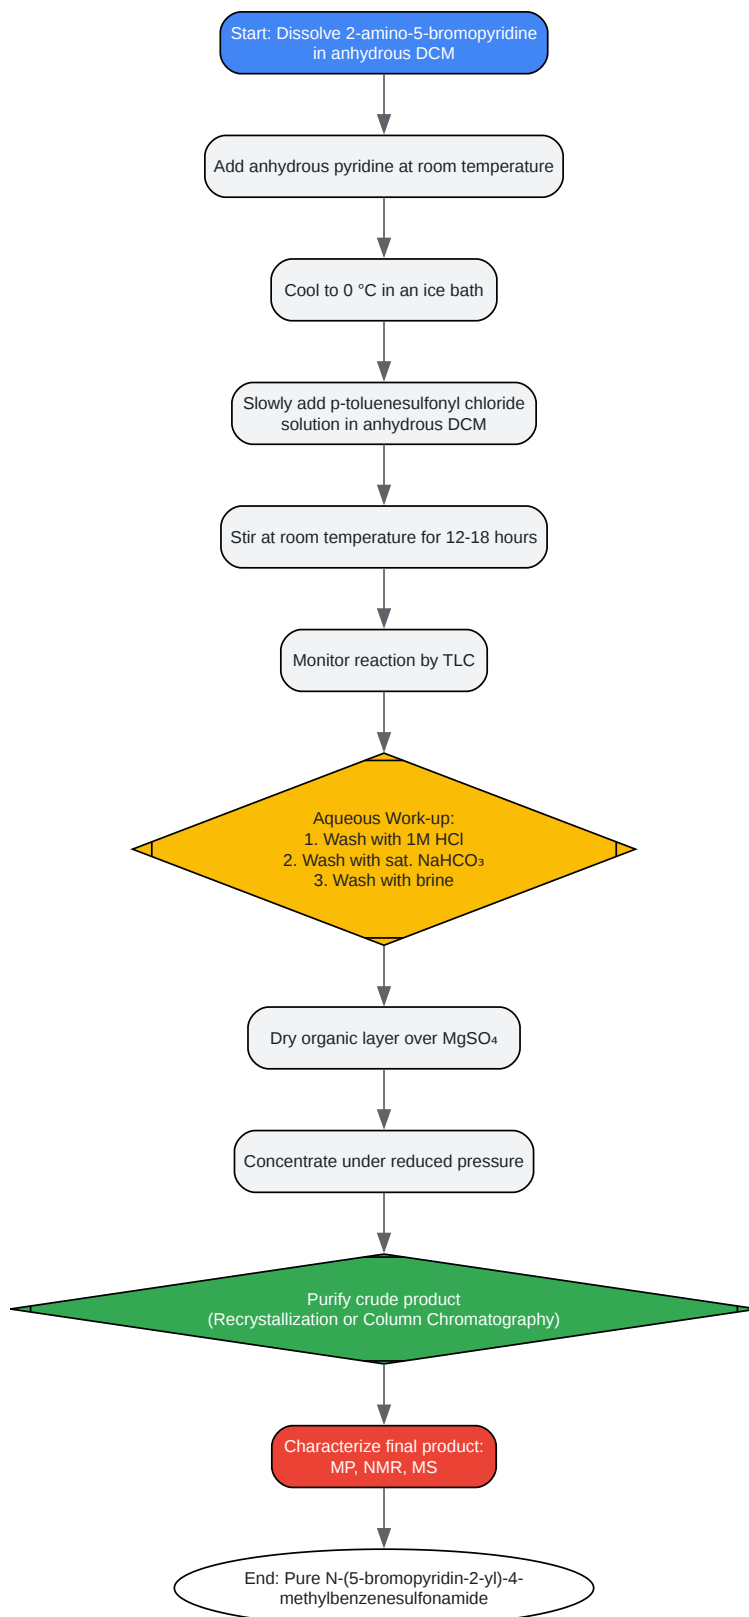 Start: Dissolve 2-amino-5-bromopyridine
in anhydrous DCM
Add anhydrous pyridine at room temperature
Cool to 0 °C in an ice bath
Slowly add p-toluenesulfonyl chloride
solution in anhydrous DCM
Stir at room temperature for 12-18 hours
Monitor reaction by TLC
Aqueous Work-up:
1. Wash with 1M HCl
2. Wash with sat. NaHCO₃
3. Wash with brine
Dry organic layer over MgSO₄
Concentrate under reduced pressure
Purify crude product
(Recrystallization or Column Chromatography)
Characterize final product:
MP, NMR, MS
End: Pure N-(5-bromopyridin-2-yl)-4-
methylbenzenesulfonamide